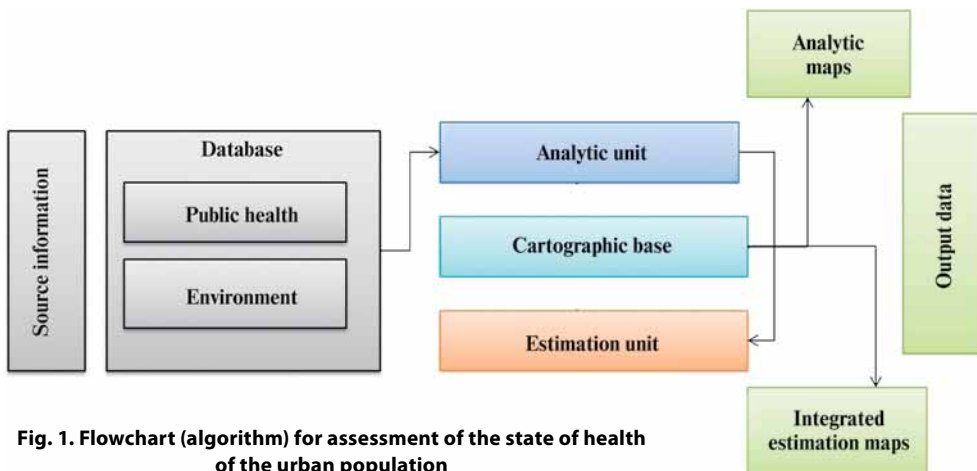 Source information
Database
Public health
Environment
Analytic unit
Cartographic base
Estimation unit
Analytic
maps
Output data
Integrated
estimation maps
Fig. 1. Flowchart (algorithm) for assessment of the state of health
of the urban population